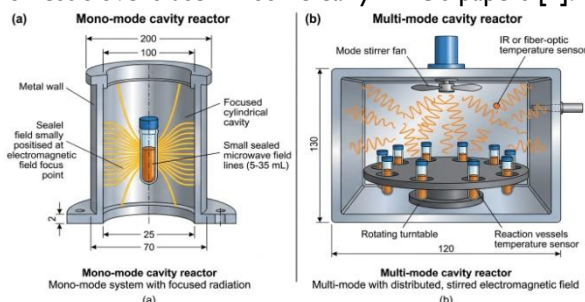 (a) Mono-mode cavity reactor
200
100
Metal wall
Focused
cylindrical
cavity
Sealel
field smally
positised at
electromagnetic
field focus
point
Small sealed
microwave field
lines (5-35 mL)
2
25
70
Mono-mode cavity reactor
Mono-mode system with focused radiation
(a)
(b) Multi-mode cavity reactor
Mode stirrer fan
IR or fiber-optic
temperature sensor
130
Rotating turntable
Reaction vessels
temperature sensor
120
Multi-mode cavity reactor
Multi-mode with distributed, stirred electromagnetic field
(b)